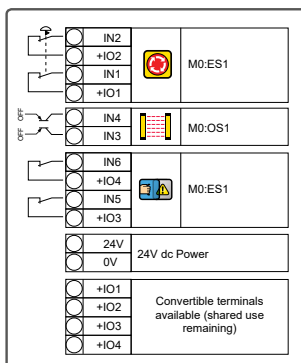 IN2
+IO2
IN1
+IO1
M0:ES1
OFF
OFF
IN4
IN3
M0:OS1
IN6
+IO4
IN5
+IO3
M0:ES1
24V
0V
24V dc Power
+IO1
+IO2
+IO3
+IO4
Convertible terminals
available (shared use
remaining)